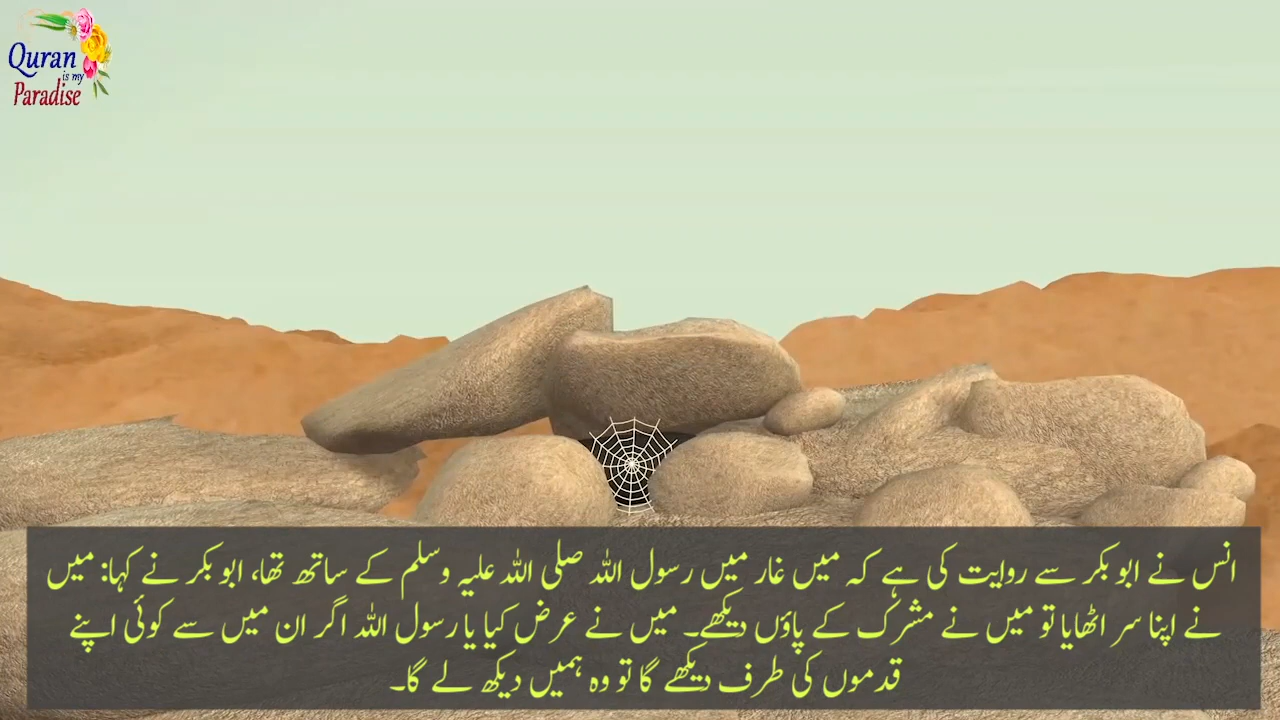 Quran
is my
Paradise
انس نے ابو بکر سے روایت کی ہے کہ میں غار میں رسول اللہ صلی اللہ علیہ وسلم کے ساتھ تھا، ابو بکر نے کہا: میں
نے اپنا سر اٹھایا تو میں نے مشرک کے پاؤں دیکھے۔ میں نے عرض کیا یا رسول اللہ اگر ان میں سے کوئی اپنے
قدموں کی طرف دیکھے گا تو وہ ہمیں دیکھ لے گا۔